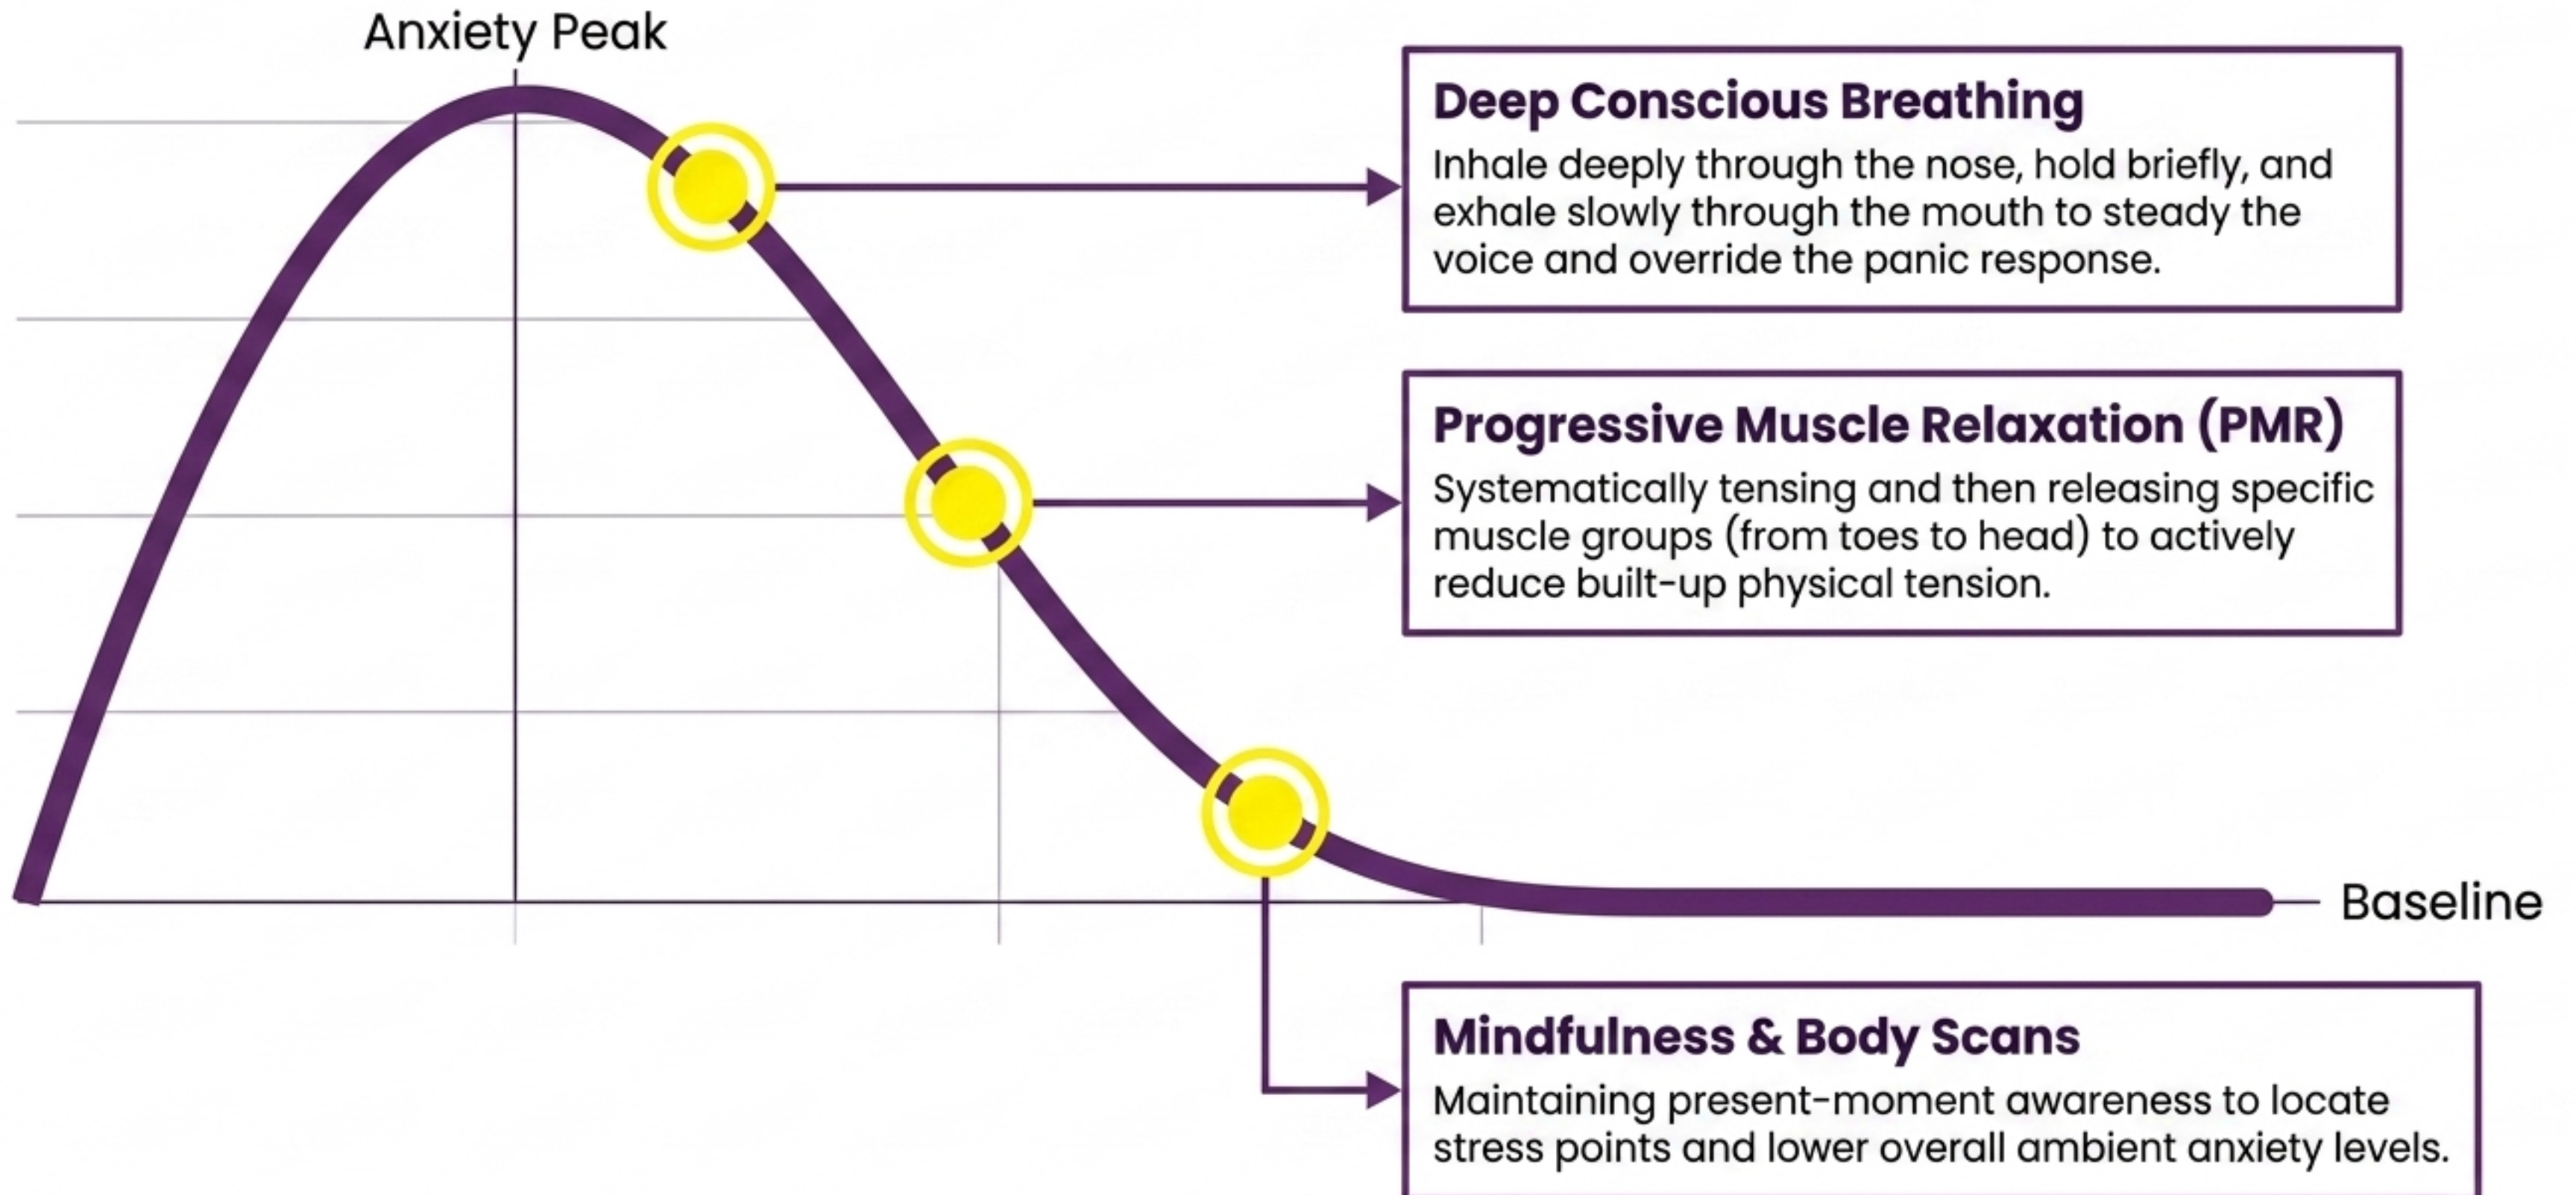 Anxiety Peak
Deep Conscious Breathing
Inhale deeply through the nose, hold briefly, and
exhale slowly through the mouth to steady the
voice and override the panic response.
Progressive Muscle Relaxation (PMR)
Systematically tensing and then releasing specific
muscle groups (from toes to head) to actively
reduce built-up physical tension.
Baseline
Mindfulness & Body Scans
Maintaining present-moment awareness to locate
stress points and lower overall ambient anxiety levels.